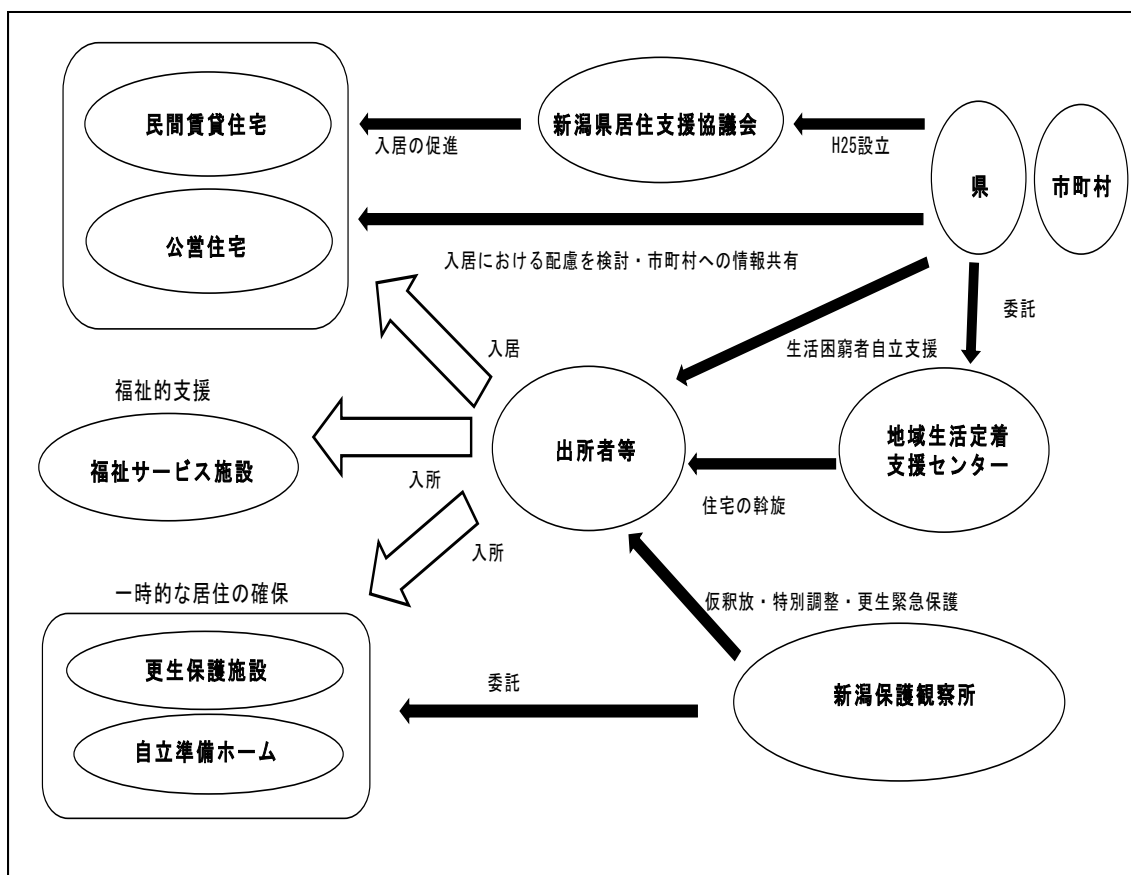 民間賃貸住宅
新潟県居住支援協議会
入居の促進
H25設立
県
市町村
公営住宅
入居における配慮を検討・市町村への情報共有
委託
入居
生活困窮者自立支援
福祉的支援
福祉サービス施設
入所
出所者等
地域生活定着
支援センター
住宅の斡旋
入所
一時的な居住の確保
仮釈放・特別調整・更生緊急保護
更生保護施設
委託
新潟保護観察所
自立準備ホーム